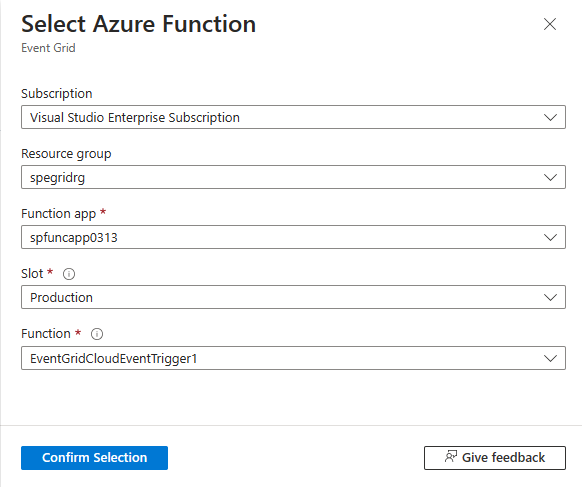 Select Azure Function
Event Grid
Subscription
Visual Studio Enterprise Subscription
Resource group
spegridrg
Function app *
spfuncapp0313
Slot *
Production
Function *
EventGridCloudEventTrigger1
Confirm Selection
Give feedback